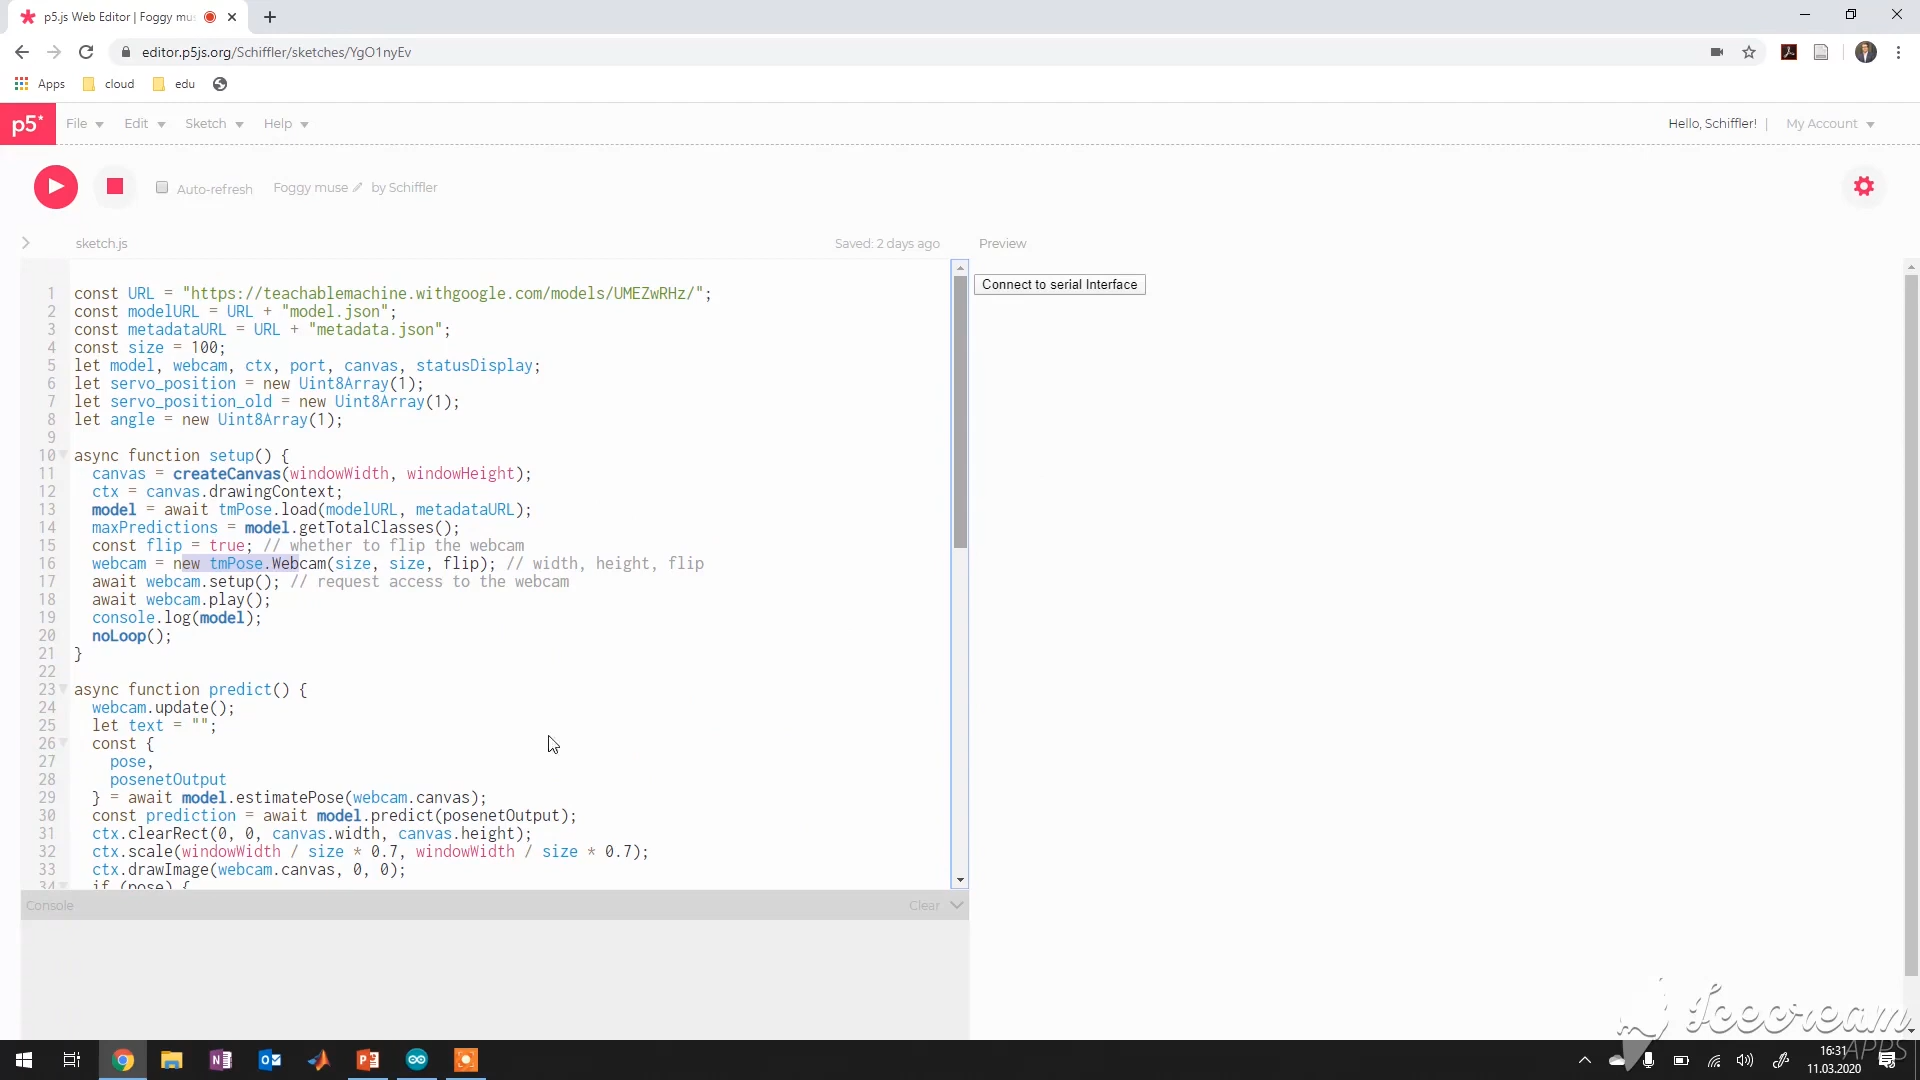 p5.js Web Editor | Foggy mus
editor.p5js.org/Schiffler/sketches/YgO1nyEv
Apps cloud edu
p5* File Edit Sketch Help Hello, Schiffler! | My Account
Auto-refresh Foggy muse by Schiffler
sketch.js Saved: 2 days ago Preview
Connect to serial Interface
1 const URL = "https://teachablemachine.withgoogle.com/models/UMEZwRHz/";
2 const modelURL = URL + "model.json";
3 const metadataURL = URL + "metadata.json";
4 const size = 100;
5 let model, webcam, ctx, port, canvas, statusDisplay;
6 let servo_position = new Uint8Array(1);
7 let servo_position_old = new Uint8Array(1);
8 let angle = new Uint8Array(1);
9
10 async function setup() {
11 canvas = createCanvas(windowWidth, windowHeight);
12 ctx = canvas.drawingContext;
13 model = await tmPose.load(modelURL, metadataURL);
14 maxPredictions = model.getTotalClasses();
15 const flip = true; // whether to flip the webcam
16 webcam = new tmPose.Webcam(size, size, flip); // width, height, flip
17 await webcam.setup(); // request access to the webcam
18 await webcam.play();
19 console.log(model);
20 noLoop();
21 }
22
23 async function predict() {
24 webcam.update();
25 let text = "";
26 const {
27 pose,
28 posenetOutput
29 } = await model.estimatePose(webcam.canvas);
30 const prediction = await model.predict(posenetOutput);
31 ctx.clearRect(0, 0, canvas.width, canvas.height);
32 ctx.scale(windowWidth / size * 0.7, windowWidth / size * 0.7);
33 ctx.drawImage(webcam.canvas, 0, 0);
34 if (pose) {
Console Clear
Icecream
APPS
16:31
11.03.2020